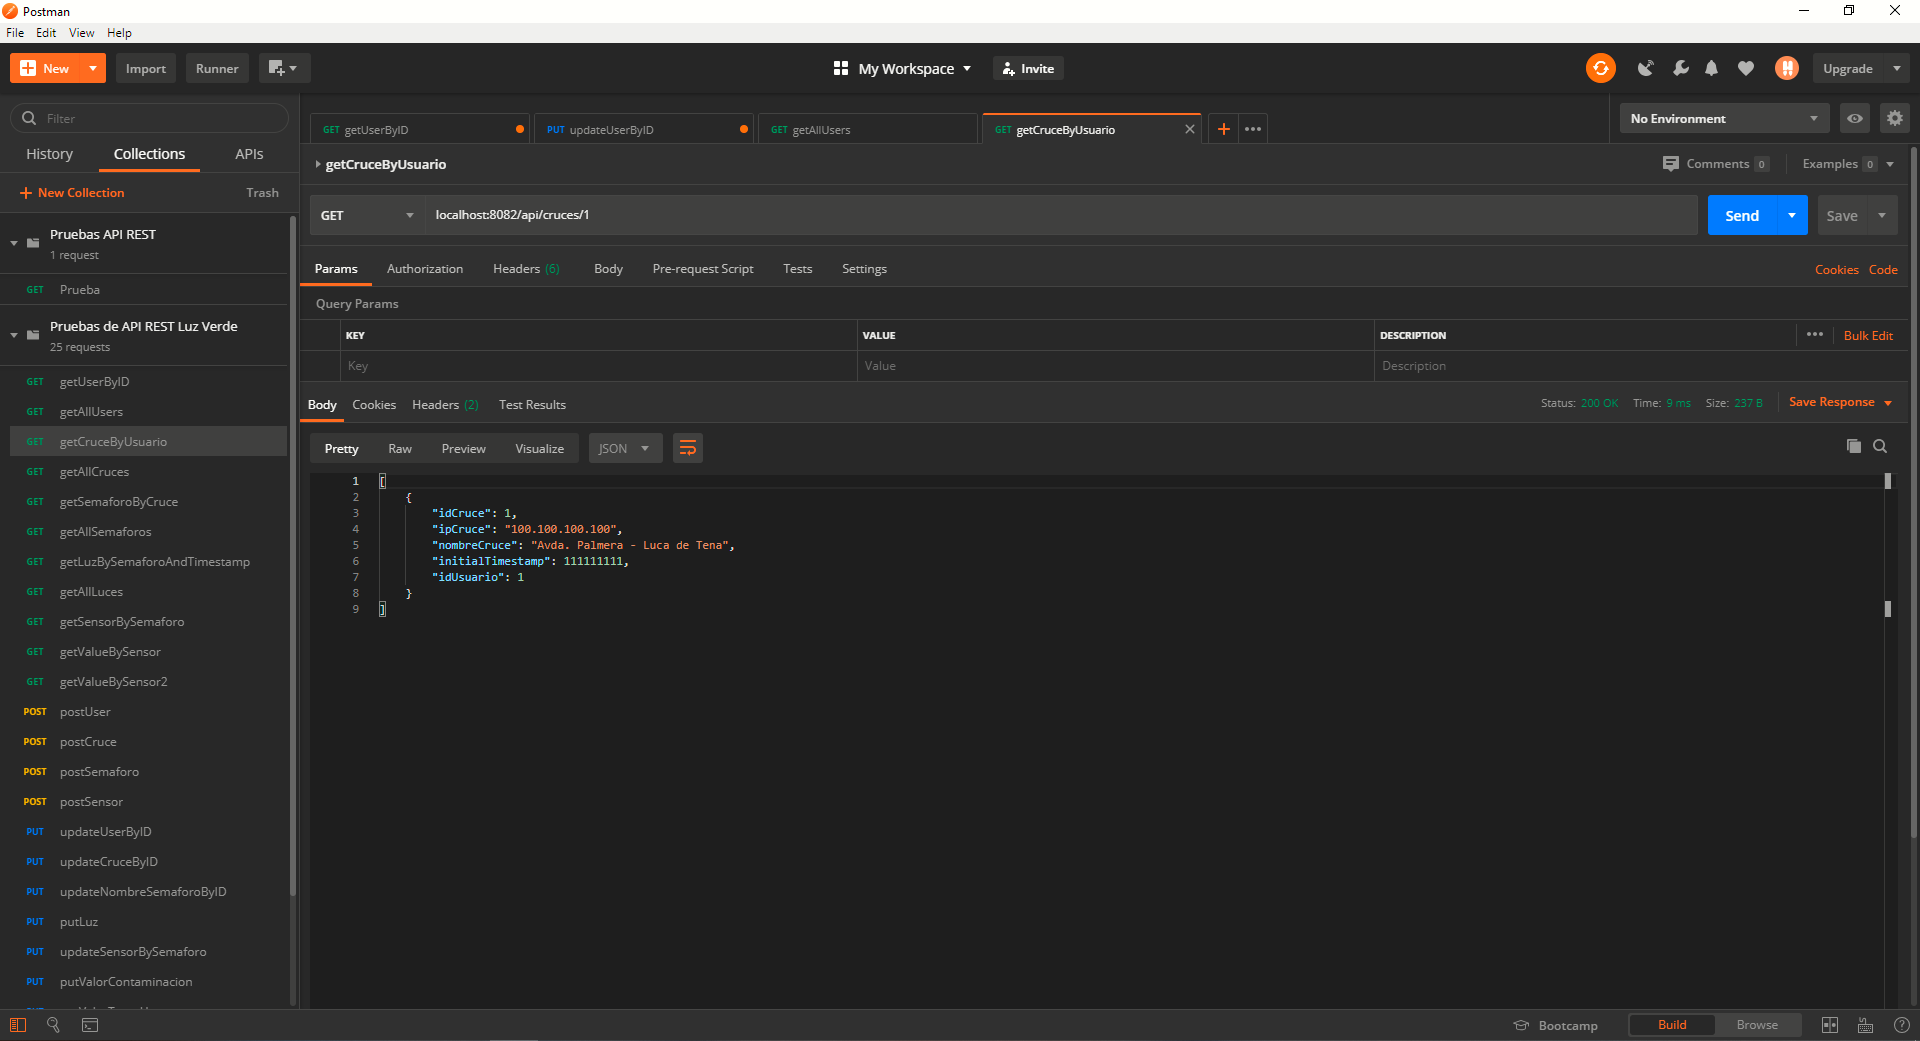 Postman
File Edit View Help
New Import Runner My Workspace Invite Upgrade
Filter
History Collections APIs
New Collection Trash
Pruebas API REST
1 request
GET Prueba
Pruebas de API REST Luz Verde
25 requests
GET getUserByID
GET getAllUsers
GET getCruceByUsuario
GET getAllCruces
GET getSemaforoByCruce
GET getAllSemaforos
GET getLuzBySemaforoAndTimestamp
GET getAllLuces
GET getSensorBySemaforo
GET getValueBySensor
GET getValueBySensor2
POST postUser
POST postCruce
POST postSemaforo
POST postSensor
PUT updateUserByID
PUT updateCruceByID
PUT updateNombreSemaforoByID
PUT putLuz
PUT updateSensorBySemaforo
PUT putValorContaminacion
GET getUserByID PUT updateUserByID GET getAllUsers GET getCruceByUsuario
No Environment
getCruceByUsuario Comments 0 Examples 0
GET localhost:8082/api/cruces/1 Send Save
Params Authorization Headers (6) Body Pre-request Script Tests Settings Cookies Code
Query Params
KEY VALUE DESCRIPTION Bulk Edit
Key Value Description
Body Cookies Headers (2) Test Results Status: 200 OK Time: 9 ms Size: 237 B Save Response
Pretty Raw Preview Visualize JSON
1 [
2 {
3 "idCruce": 1,
4 "ipCruce": "100.100.100.100",
5 "nombreCruce": "Avda. Palmera - Luca de Tena",
6 "initialTimestamp": 111111111,
7 "idUsuario": 1
8 }
9 ]
Bootcamp Build Browse